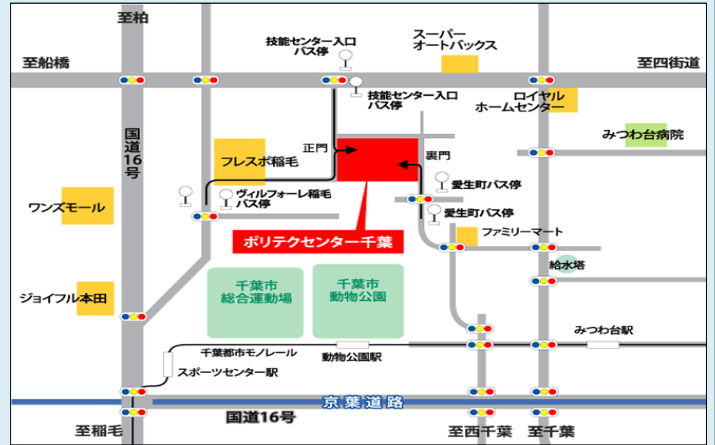 至柏
技能センター入口
バス停
スーパー
オートバックス
至船橋
至四街道
技能センター入口
バス停
ロイヤル
ホームセンター
国道16号
正門
裏門
みつわ台病院
フレスポ稲毛
愛生町バス停
ヴィルフォーレ稲毛
バス停
ワンズモール
愛生町バス停
ファミリーマート
ポリテクセンター千葉
給水塔
千葉市
総合運動場
千葉市
動物公園
ジョイフル本田
みつわ台駅
千葉都市モノレール
動物公園駅
スポーツセンター駅
京葉道路
国道16号
至稲毛
至西千葉
至千葉